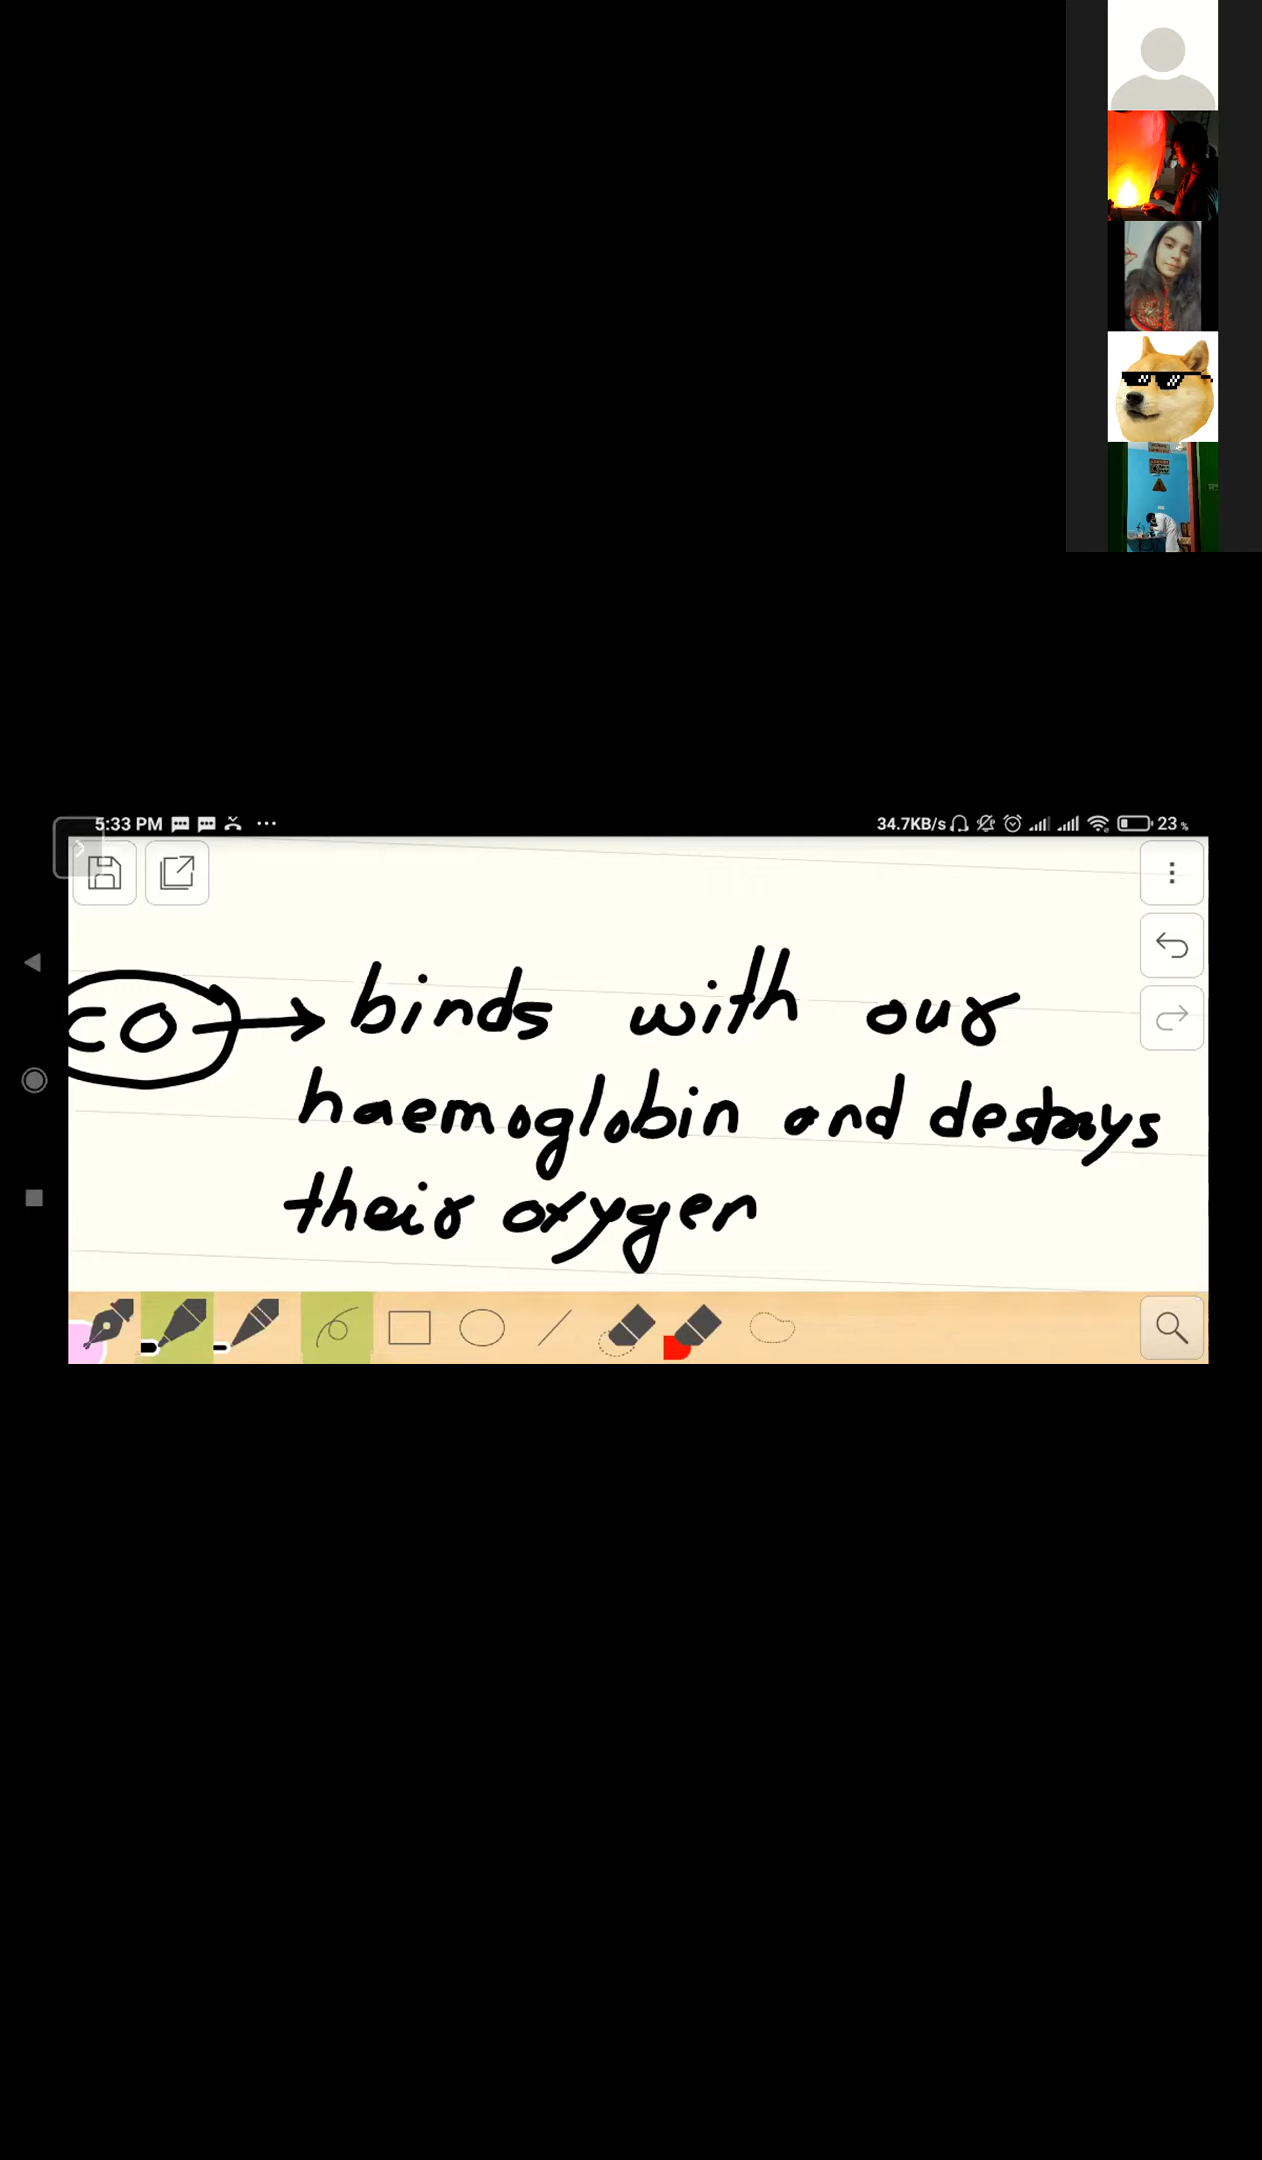 5:33 PM
34.7KB/s 23 %
CO → binds with our
haemoglobin and destroys
their oxygen